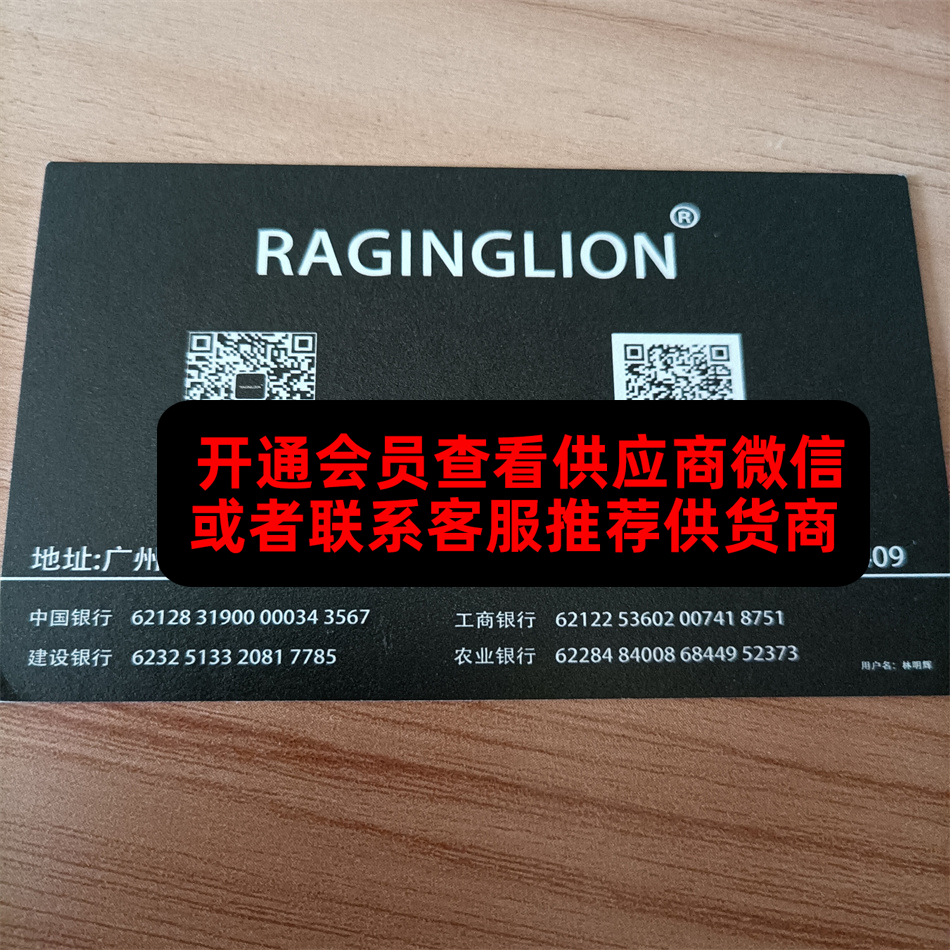 RAGINGLION®
RAGINGLION
开通会员查看供应商微信
或者联系客服推荐供货商
地址:广州 409
中国银行 62128 31900 00034 3567 工商银行 62122 53602 00741 8751
建设银行 6232 5133 2081 7785 农业银行 62284 84008 68449 52373
用户名：林明辉